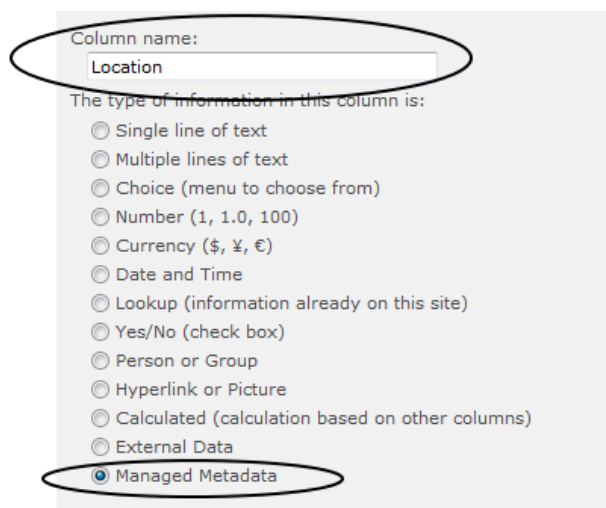 Column name:
Location
The type of information in this column is:
Single line of text
Multiple lines of text
Choice (menu to choose from)
Number (1, 1.0, 100)
Currency ($, ¥, €)
Date and Time
Lookup (information already on this site)
Yes/No (check box)
Person or Group
Hyperlink or Picture
Calculated (calculation based on other columns)
External Data
Managed Metadata